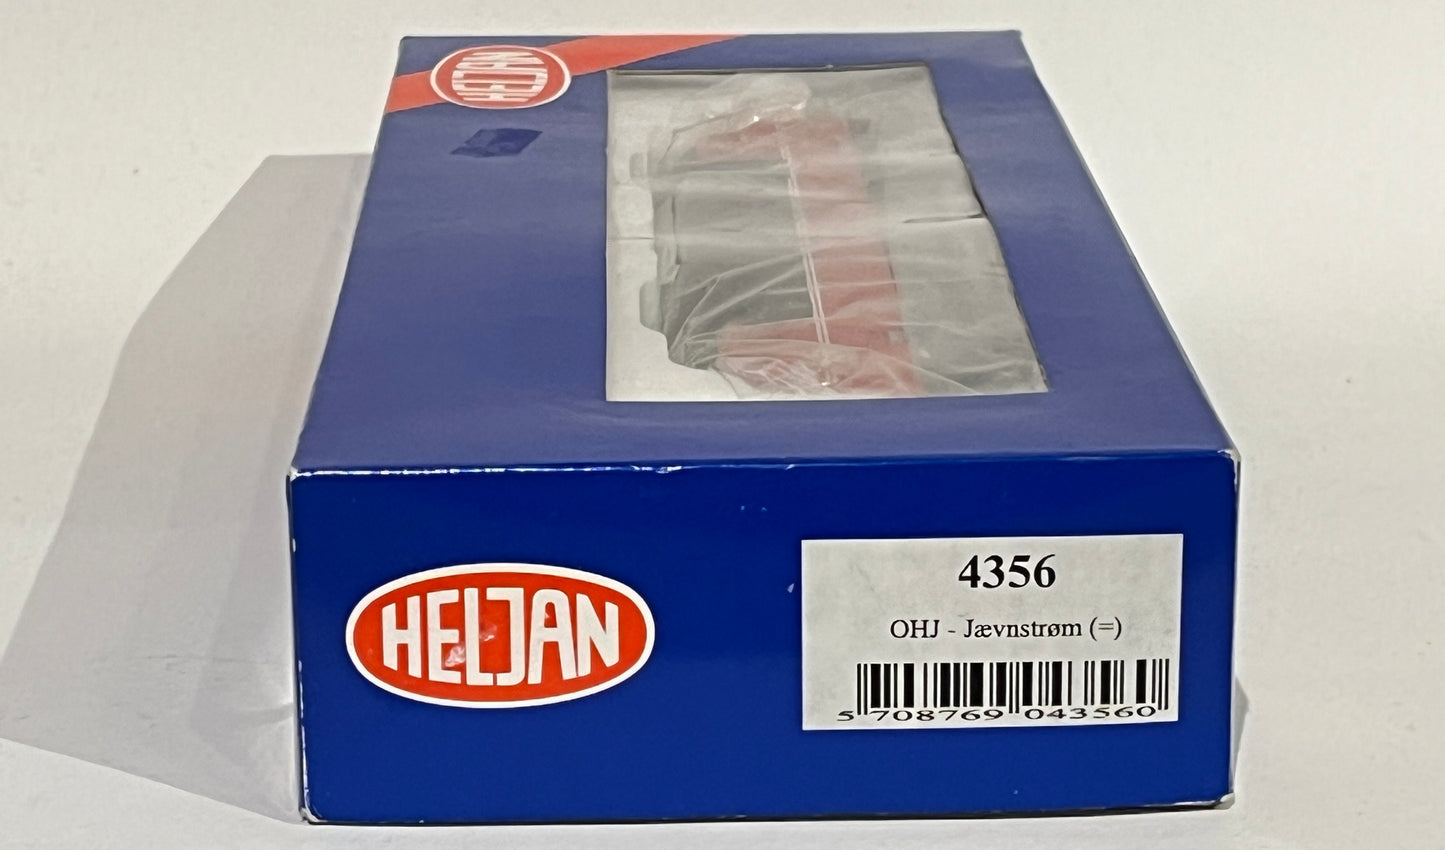 HELJAN
HELJAN
4356
OHJ - Jævnstrøm (=)
5 708769 043560